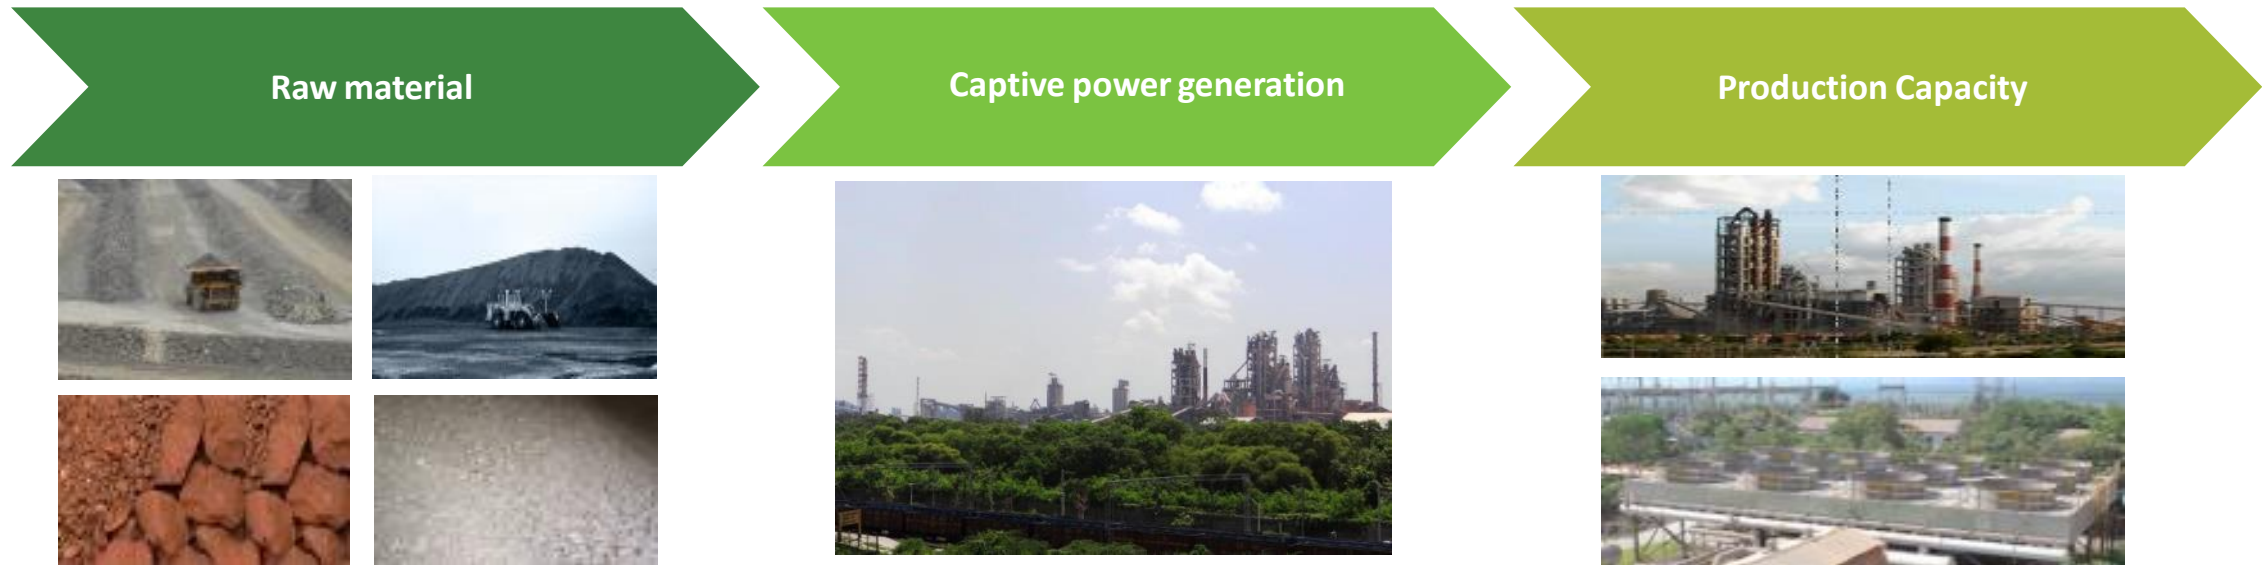 Raw material
Captive power generation
Production Capacity